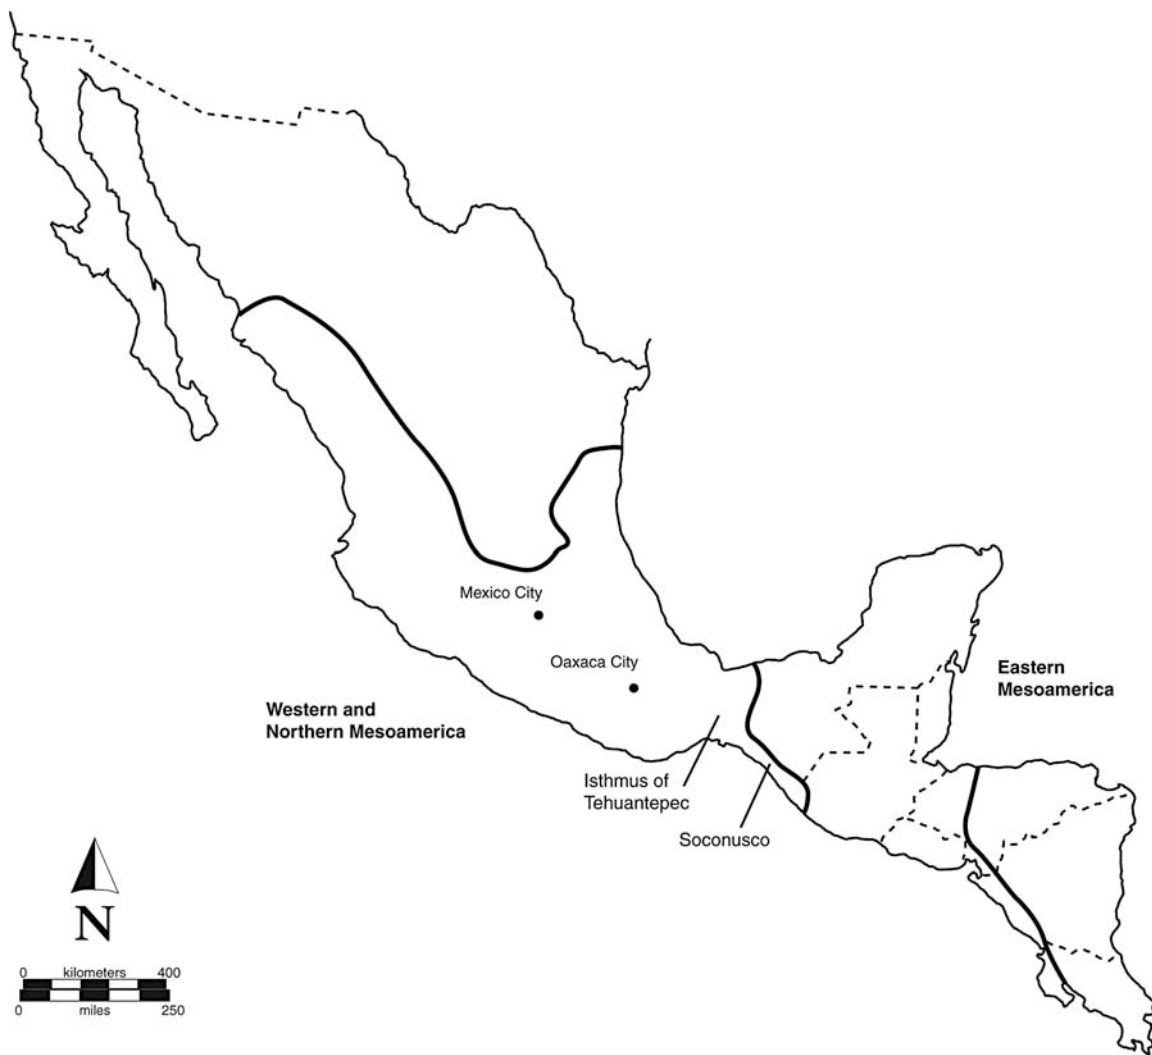 Mexico City
Oaxaca City
Eastern
Mesoamerica
Western and
Northern Mesoamerica
Isthmus of
Tehuantepec
Soconusco
N
0 kilometers 400
0 miles 250